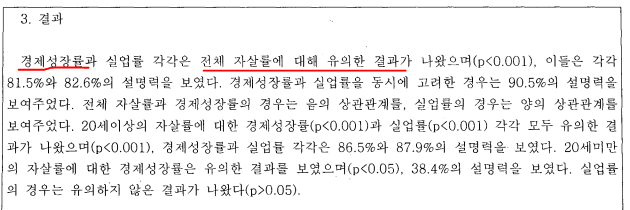 3. 결과
경제성장률과 실업률 각각은 전체 자살률에 대해 유의한 결과가 나왔으며(p<0.001), 이들은 각각
81.5%와 82.6%의 설명력을 보였다. 경제성장률과 실업률을 동시에 고려한 경우는 90.5%의 설명력을
보여주었다. 전체 자살률과 경제성장률의 경우는 음의 상관관계를, 실업률의 경우는 양의 상관관계를
보여주었다. 20세이상의 자살률에 대한 경제성장률(p<0.001)과 실업률(p<0.001) 각각 모두 유의한 결
과가 나왔으며(p<0.001), 경제성장률과 실업률 각각은 86.5%와 87.9%의 설명력을 보였다. 20세미만
의 자살률에 대한 경제성장률은 유의한 결과를 보였으며(p<0.05), 38.4%의 설명력을 보였다. 실업률
의 경우는 유의하지 않은 결과가 나왔다(p>0.05).